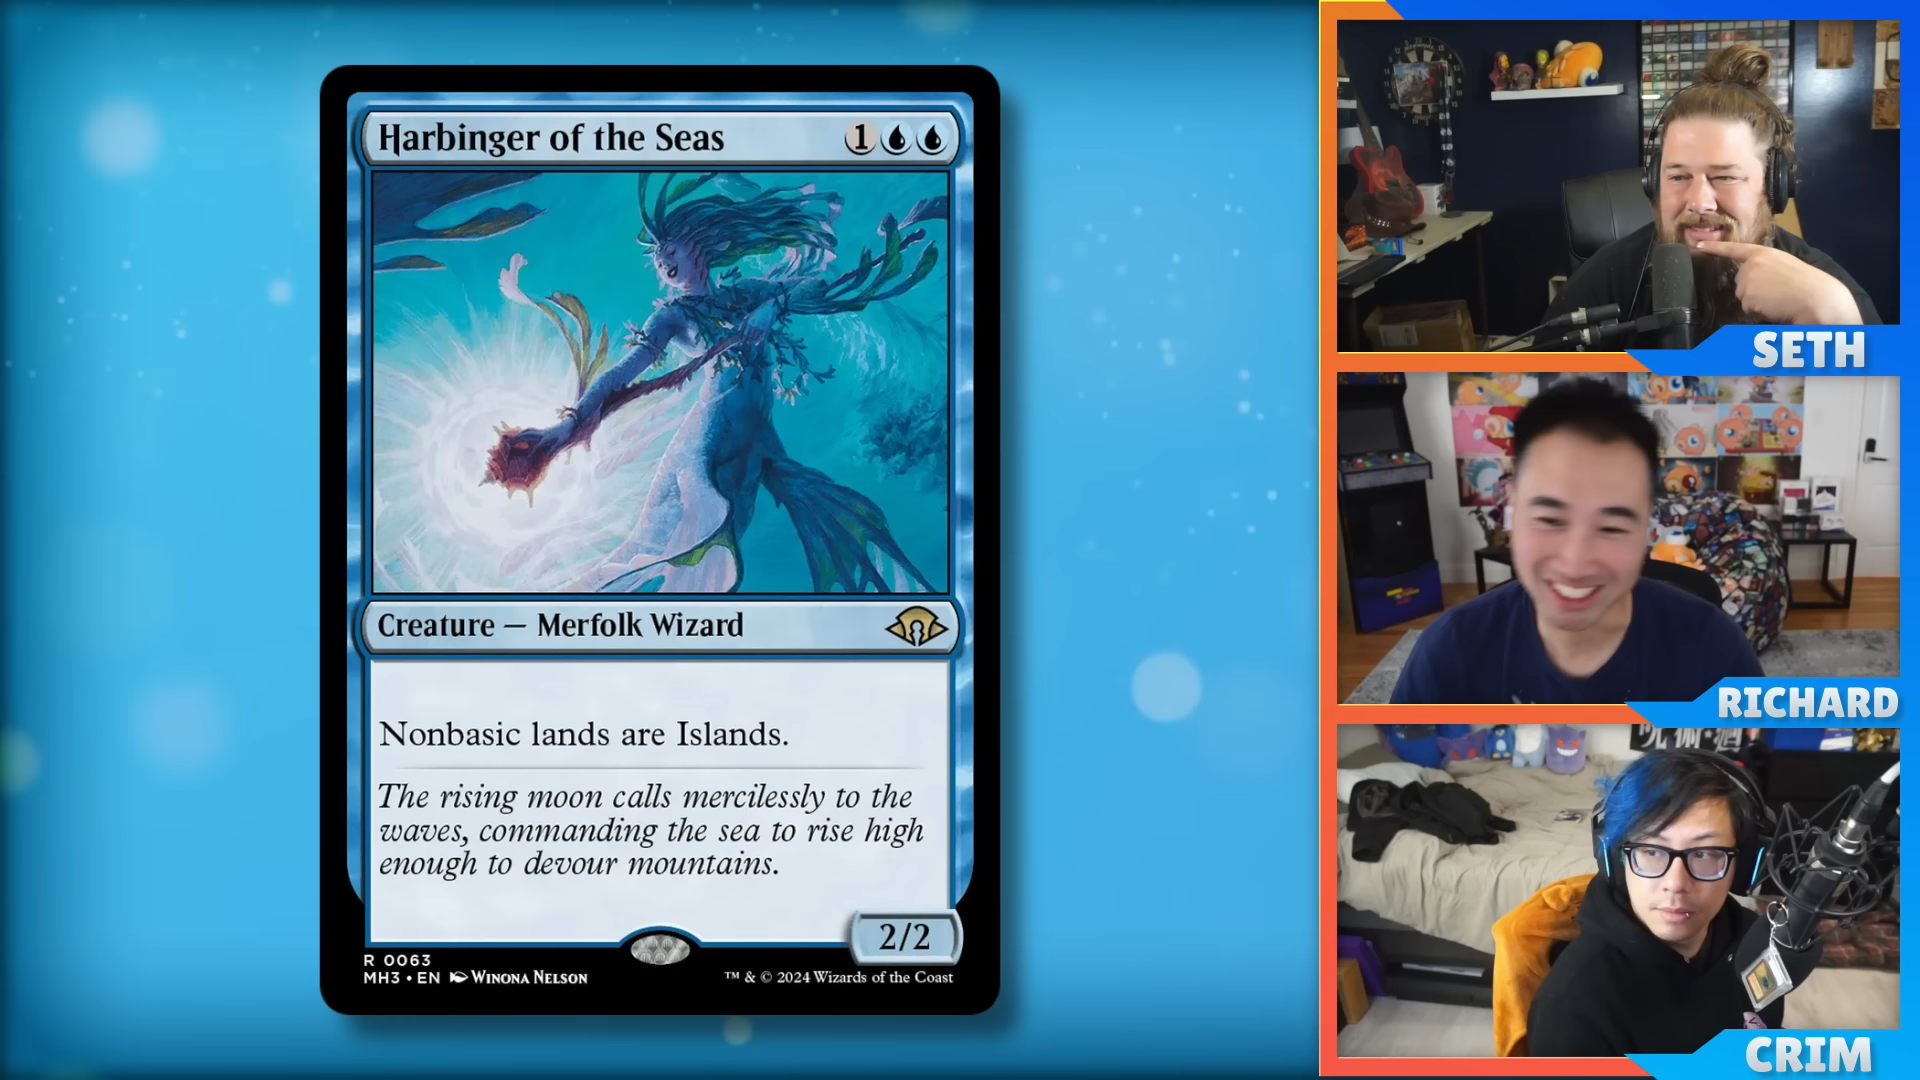 Harbinger of the Seas
1
Creature — Merfolk Wizard
Nonbasic lands are Islands.
The rising moon calls mercilessly to the
waves, commanding the sea to rise high
enough to devour mountains.
2/2
R 0063
MH3 • EN WINONA NELSON
™ & © 2024 Wizards of the Coast
SETH
RICHARD
CRIM